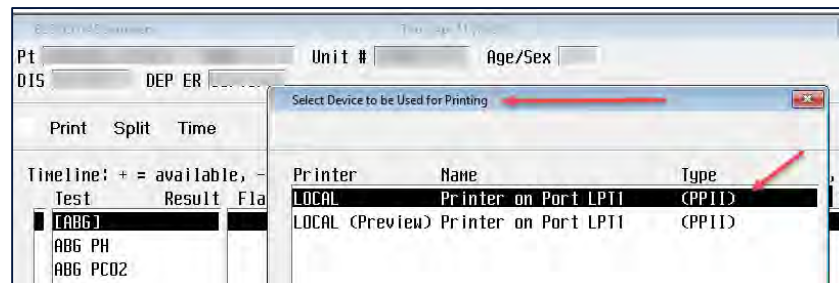 Pt Unit # Age/Sex
DIS DEP ER
Select Device to be Used for Printing
Print Split Time
Timeline: + = available, -
Printer Name Type
Test Result Fla
LOCAL Printer on Port LPT1 (PPII)
[ABG]
LOCAL (Preview) Printer on Port LPT1 (PPII)
ABG PH
ABG PCO2